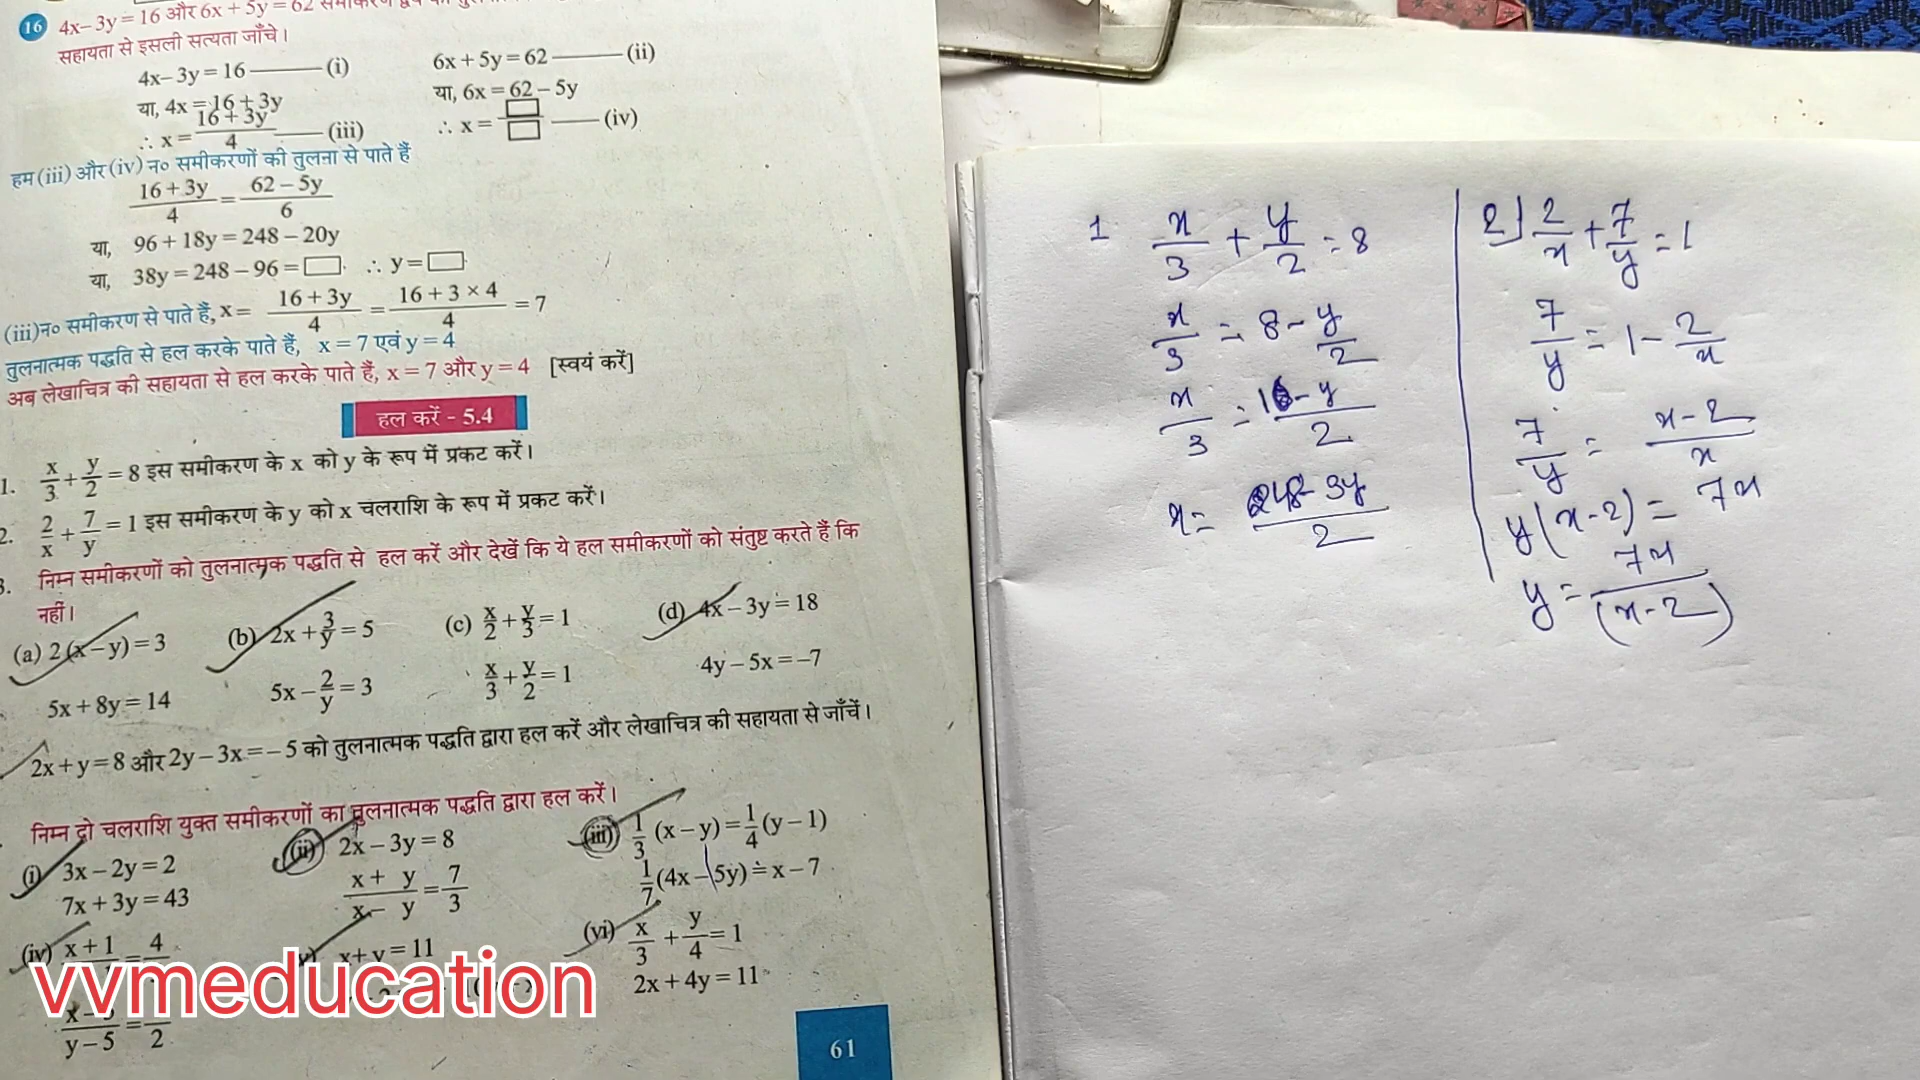 16 4x–3y=16 और 6x+5y=62
सहायता से इसली सत्यता जाँचे।
4x–3y=16 (i) 6x+5y=62 (ii)
या, 4x=16+3y या, 6x=62–5y
∴ x=(16+3y)/4 (iii) ∴ x=□/□ (iv)
हम (iii) और (iv) न० समीकरणों की तुलना से पाते हैं
(16+3y)/4=(62–5y)/6
या, 96+18y=248–20y
या, 38y=248–96=□. ∴ y=□.
(iii) न० समीकरण से पाते हैं, x=(16+3y)/4=(16+3×4)/4=7
तुलनात्मक पद्धति से हल करके पाते हैं, x=7 एवं y=4
अब लेखाचित्र की सहायता से हल करके पाते हैं, x=7 और y=4 [स्वयं करें]
हल करें - 5.4
1. x/3+y/2=8 इस समीकरण के x को y के रूप में प्रकट करें।
2. 2/x+7/y=1 इस समीकरण के y को x चलराशि के रूप में प्रकट करें।
3. निम्न समीकरणों को तुलनात्मक पद्धति से हल करें और देखें कि ये हल समीकरणों को संतुष्ट करते हैं कि
नहीं।
(a) 2(x–y)=3 (b) 2x+3/y=5 (c) x/2+y/3=1 (d) 4x–3y=18
5x+8y=14 5x–2/y=3 x/3+y/2=1 4y–5x=–7
2x+y=8 और 2y–3x=–5 को तुलनात्मक पद्धति द्वारा हल करें और लेखाचित्र की सहायता से जाँचें।
निम्न दो चलराशि युक्त समीकरणों का तुलनात्मक पद्धति द्वारा हल करें।
(i) 3x–2y=2 (ii) 2x–3y=8 (iii) 1/3(x–y)=1/4(y–1)
7x+3y=43 (x+y)/(x–y)=7/3 1/7(4x–5y)=x–7
(iv) x+1 4 x+y=11 (vi) x/3+y/4=1
2x+4y=11
y–5 = 2
vvmeducation
61
1 x/3+y/2=8
x/3=8-y/2
x/3=(16-y)/2
x=(48-3y)/2
2] 2/x+7/y=1
7/y=1-2/x
7/y=(x-2)/x
y(x-2)=7x
y=7x/(x-2)